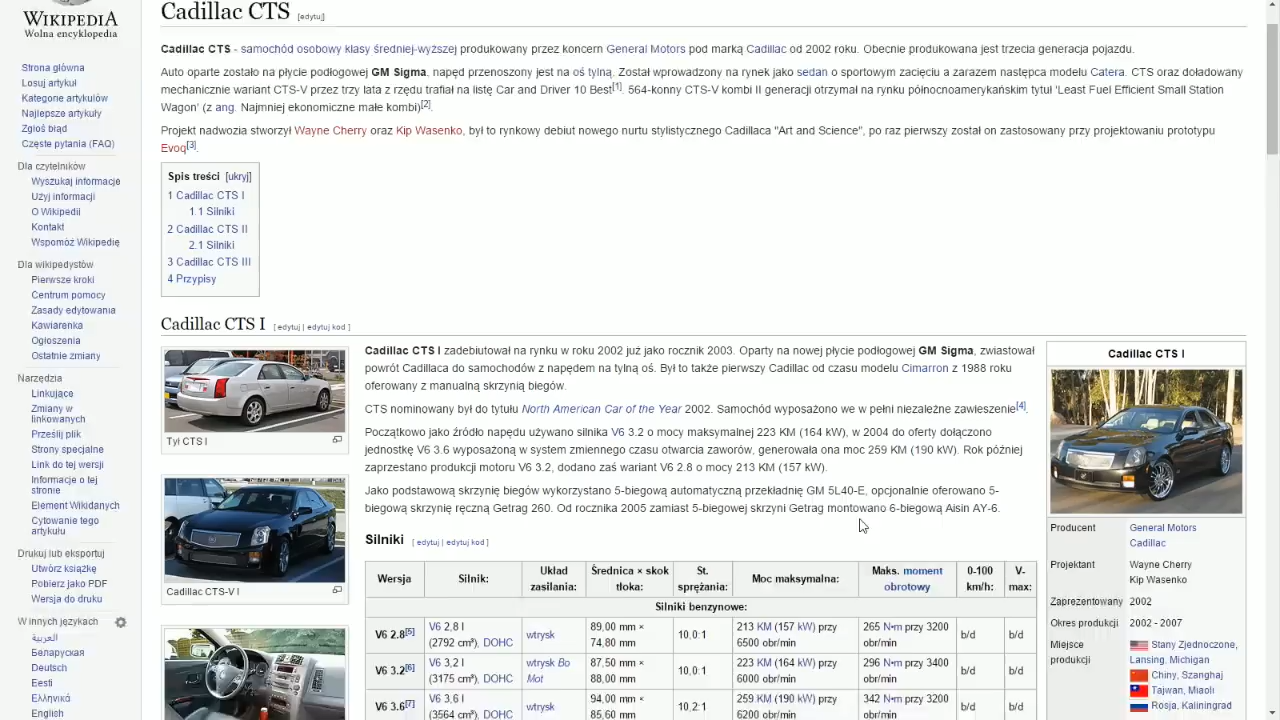 WIKIPEDIA
Wolna encyklopedia
Strona główna
Losuj artykuł
Kategorie artykułów
Najlepsze artykuły
Zgłoś błąd
Częste pytania (FAQ)
Dla czytelników
Wyszukaj informacje
Użyj informacji
O Wikipedii
Kontakt
Wspomóż Wikipedię
Dla wikipedystów
Pierwsze kroki
Centrum pomocy
Zasady edytowania
Kawiarenka
Ogłoszenia
Ostatnie zmiany
Narzędzia
Linkujące
Zmiany w
linkowanych
Prześlij plik
Strony specjalne
Link do tej wersji
Informacje o tej
stronie
Element Wikidanych
Cytowanie tego
artykułu
Drukuj lub eksportuj
Utwórz książkę
Pobierz jako PDF
Wersja do druku
W innych językach
العربية
Беларуская
Deutsch
Eesti
Ελληνικά
English
Cadillac CTS [edytuj]
Cadillac CTS - samochód osobowy klasy średniej-wyższej produkowany przez koncern General Motors pod marką Cadillac od 2002 roku. Obecnie produkowana jest trzecia generacja pojazdu.
Auto oparte zostało na płycie podłogowej GM Sigma, napęd przenoszony jest na oś tylną. Został wprowadzony na rynek jako sedan o sportowym zacięciu a zarazem następca modelu Catera. CTS oraz doładowany
mechanicznie wariant CTS-V przez trzy lata z rzędu trafiał na listę Car and Driver 10 Best[1]. 564-konny CTS-V kombi II generacji otrzymał na rynku północnoamerykańskim tytuł 'Least Fuel Efficient Small Station
Wagon' (z ang. Najmniej ekonomiczne małe kombi)[2].
Projekt nadwozia stworzył Wayne Cherry oraz Kip Wasenko, był to rynkowy debiut nowego nurtu stylistycznego Cadillaca "Art and Science", po raz pierwszy został on zastosowany przy projektowaniu prototypu
Evoq[3].
Spis treści [ukryj]
1 Cadillac CTS I
1.1 Silniki
2 Cadillac CTS II
2.1 Silniki
3 Cadillac CTS III
4 Przypisy
Cadillac CTS I [ edytuj | edytuj kod ]
Tył CTS I
Cadillac CTS-V I
Cadillac CTS I zadebiutował na rynku w roku 2002 już jako rocznik 2003. Oparty na nowej płycie podłogowej GM Sigma, zwiastował
powrót Cadillaca do samochodów z napędem na tylną oś. Był to także pierwszy Cadillac od czasu modelu Cimarron z 1988 roku
oferowany z manualną skrzynią biegów.
CTS nominowany był do tytułu North American Car of the Year 2002. Samochód wyposażono we w pełni niezależne zawieszenie[4].
Początkowo jako źródło napędu używano silnika V6 3.2 o mocy maksymalnej 223 KM (164 kW), w 2004 do oferty dołączono
jednostkę V6 3.6 wyposażoną w system zmiennego czasu otwarcia zaworów, generowała ona moc 259 KM (190 kW). Rok później
zaprzestano produkcji motoru V6 3.2, dodano zaś wariant V6 2.8 o mocy 213 KM (157 kW).
Jako podstawową skrzynię biegów wykorzystano 5-biegową automatyczną przekładnię GM 5L40-E, opcjonalnie oferowano 5-
biegową skrzynię ręczną Getrag 260. Od rocznika 2005 zamiast 5-biegowej skrzyni Getrag montowano 6-biegową Aisin AY-6.
Silniki [ edytuj | edytuj kod ]
Wersja Silnik: Układ zasilania: Średnica × skok tłoka: St. sprężania: Moc maksymalna: Maks. moment obrotowy 0-100 km/h: V-max:
Silniki benzynowe:
V6 2.8[5] V6 2,8 l (2792 cm³), DOHC wtrysk 89,00 mm × 74,80 mm 10,0:1 213 KM (157 kW) przy 6500 obr/min 265 N•m przy 3200 obr/min b/d b/d
V6 3.2[6] V6 3,2 l (3175 cm³), DOHC wtrysk Bo Mot 87,50 mm × 88,00 mm 10,0:1 223 KM (164 kW) przy 6000 obr/min 296 N•m przy 3400 obr/min b/d b/d
V6 3.6[7] V6 3,6 l (3564 cm³), DOHC wtrysk 94,00 mm × 85,60 mm 10,2:1 259 KM (190 kW) przy 6200 obr/min 342 N•m przy 3200 obr/min b/d b/d
Cadillac CTS I
Producent General Motors
Cadillac
Projektant Wayne Cherry
Kip Wasenko
Zaprezentowany 2002
Okres produkcji 2002 - 2007
Miejsce produkcji Stany Zjednoczone,
Lansing, Michigan
Chiny, Szanghaj
Tajwan, Miaoli
Rosja, Kaliningrad